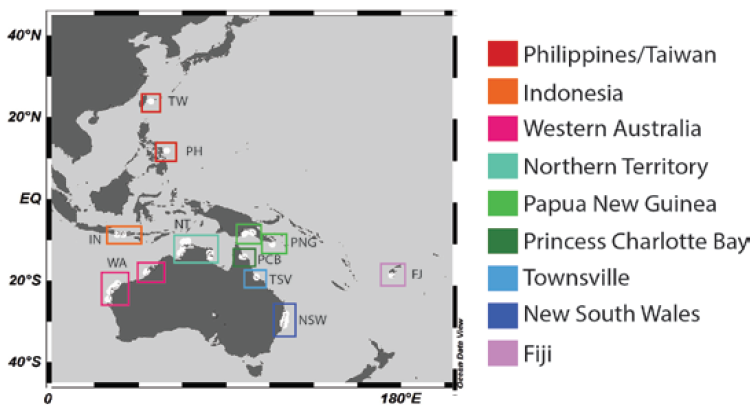 40°N
20°N
EQ
20°S
40°S
0
180°E
TW
PH
IN
NT
PNG
PCB
WA
TSV
FJ
NSW
Ocean Data View
Philippines/Taiwan
Indonesia
Western Australia
Northern Territory
Papua New Guinea
Princess Charlotte Bay
Townsville
New South Wales
Fiji